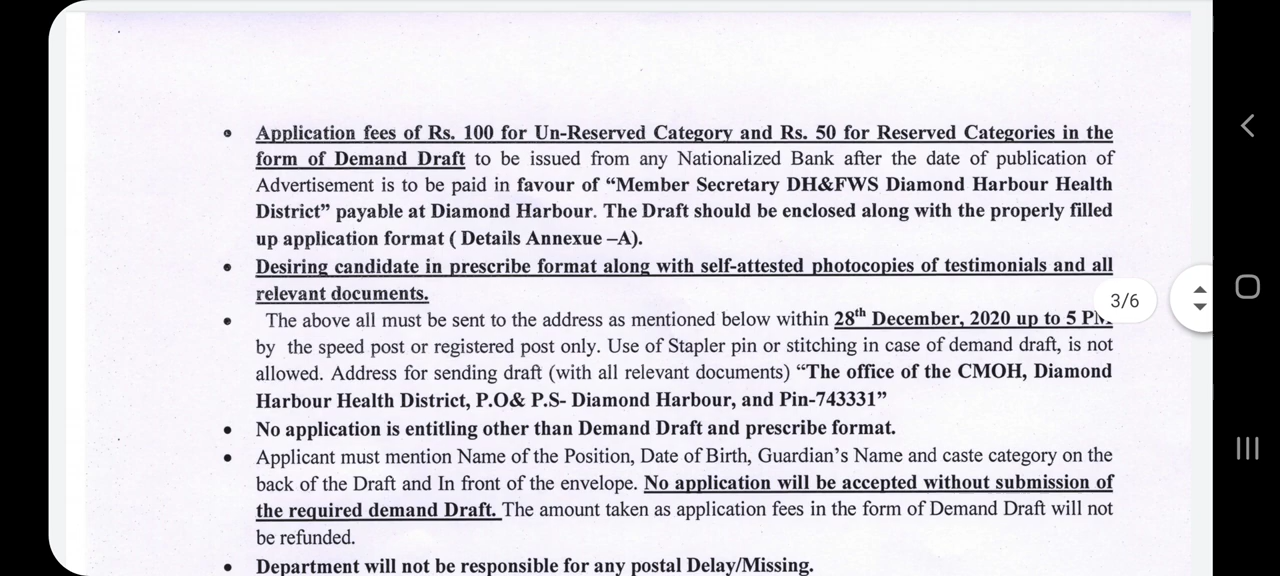 • Application fees of Rs. 100 for Un-Reserved Category and Rs. 50 for Reserved Categories in the
form of Demand Draft to be issued from any Nationalized Bank after the date of publication of
Advertisement is to be paid in favour of “Member Secretary DH&FWS Diamond Harbour Health
District” payable at Diamond Harbour. The Draft should be enclosed along with the properly filled
up application format ( Details Annexue –A).
• Desiring candidate in prescribe format along with self-attested photocopies of testimonials and all
relevant documents.
• The above all must be sent to the address as mentioned below within 28th December, 2020 up to 5
by the speed post or registered post only. Use of Stapler pin or stitching in case of demand draft, is not
allowed. Address for sending draft (with all relevant documents) “The office of the CMOH, Diamond
Harbour Health District, P.O& P.S- Diamond Harbour, and Pin-743331”
• No application is entitling other than Demand Draft and prescribe format.
• Applicant must mention Name of the Position, Date of Birth, Guardian’s Name and caste category on the
back of the Draft and In front of the envelope. No application will be accepted without submission of
the required demand Draft. The amount taken as application fees in the form of Demand Draft will not
be refunded.
• Department will not be responsible for any postal Delay/Missing.
3/6